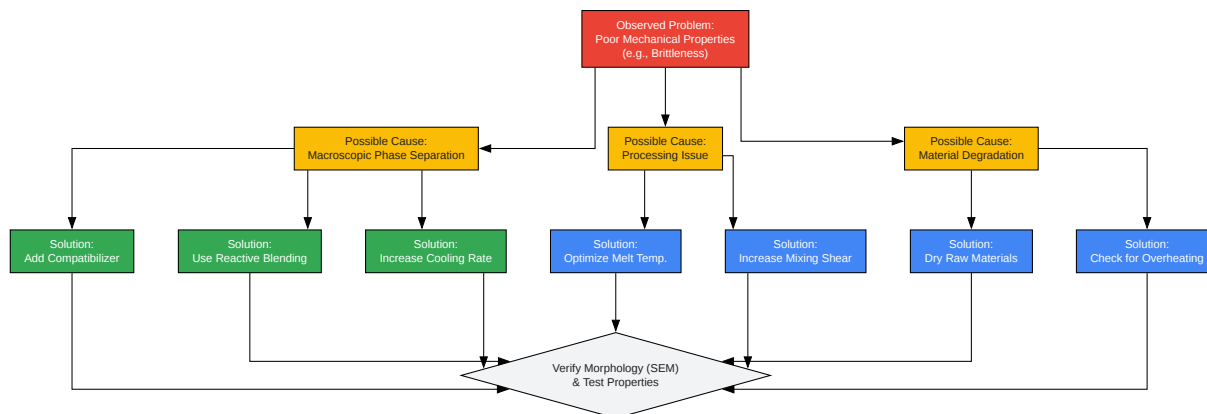 Observed Problem:
Poor Mechanical Properties
(e.g., Brittleness)
Possible Cause:
Macroscopic Phase Separation
Possible Cause:
Processing Issue
Possible Cause:
Material Degradation
Solution:
Add Compatibilizer
Solution:
Use Reactive Blending
Solution:
Increase Cooling Rate
Solution:
Optimize Melt Temp.
Solution:
Increase Mixing Shear
Solution:
Dry Raw Materials
Solution:
Check for Overheating
Verify Morphology (SEM)
& Test Properties